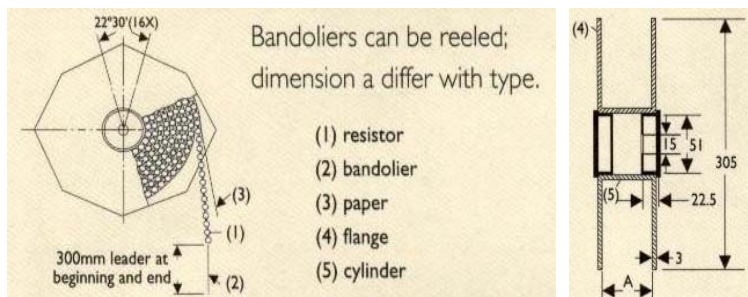 22°30'(16X)
Bandoliers can be reeled;
dimension a differ with type.
(1) resistor
(2) bandolier
(3) paper
(4) flange
(5) cylinder
(3)
(1)
(2)
300mm leader at
beginning and end
(4)
15
51
305
(5)
22.5
3
A